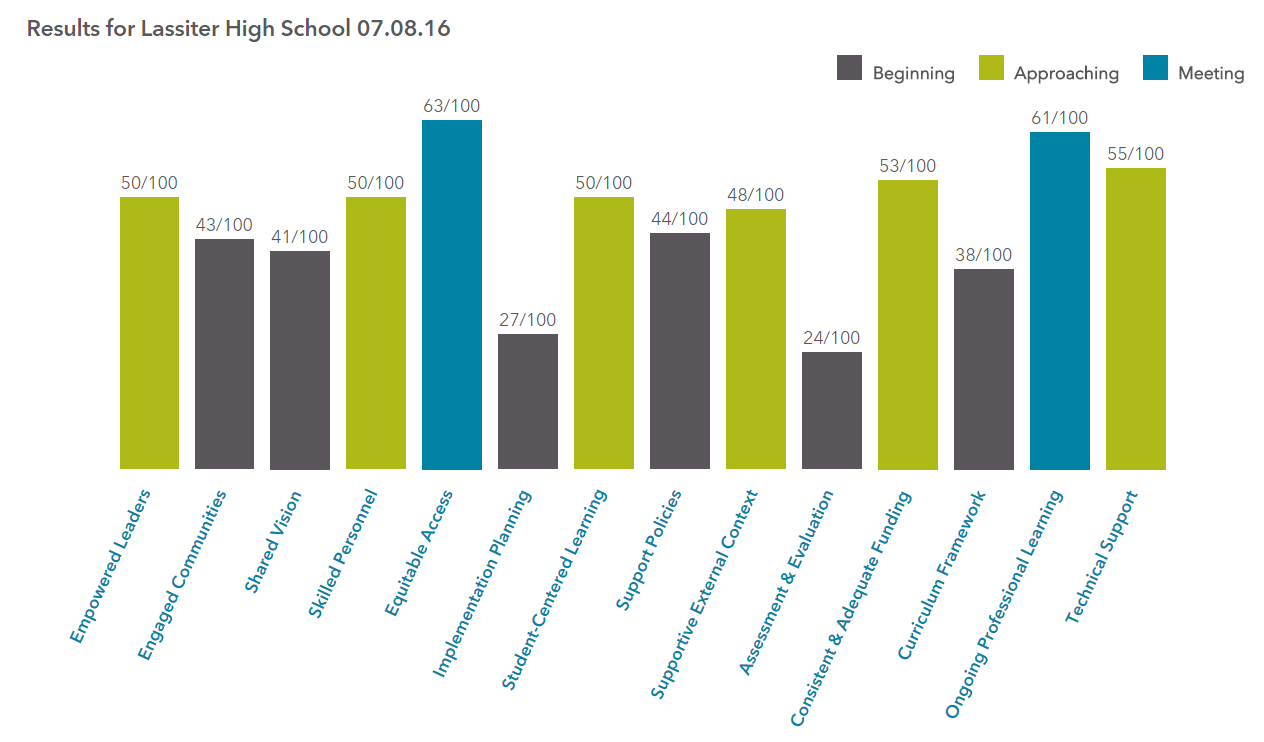 Results for Lassiter High School 07.08.16
Beginning
Approaching
Meeting
50/100
43/100
41/100
50/100
63/100
27/100
50/100
44/100
48/100
24/100
53/100
38/100
61/100
55/100
Empowered Leaders
Engaged Communities
Shared Vision
Skilled Personnel
Equitable Access
Implementation Planning
Student-Centered Learning
Support Policies
Supportive External Context
Assessment & Evaluation
Consistent & Adequate Funding
Curriculum Framework
Ongoing Professional Learning
Technical Support